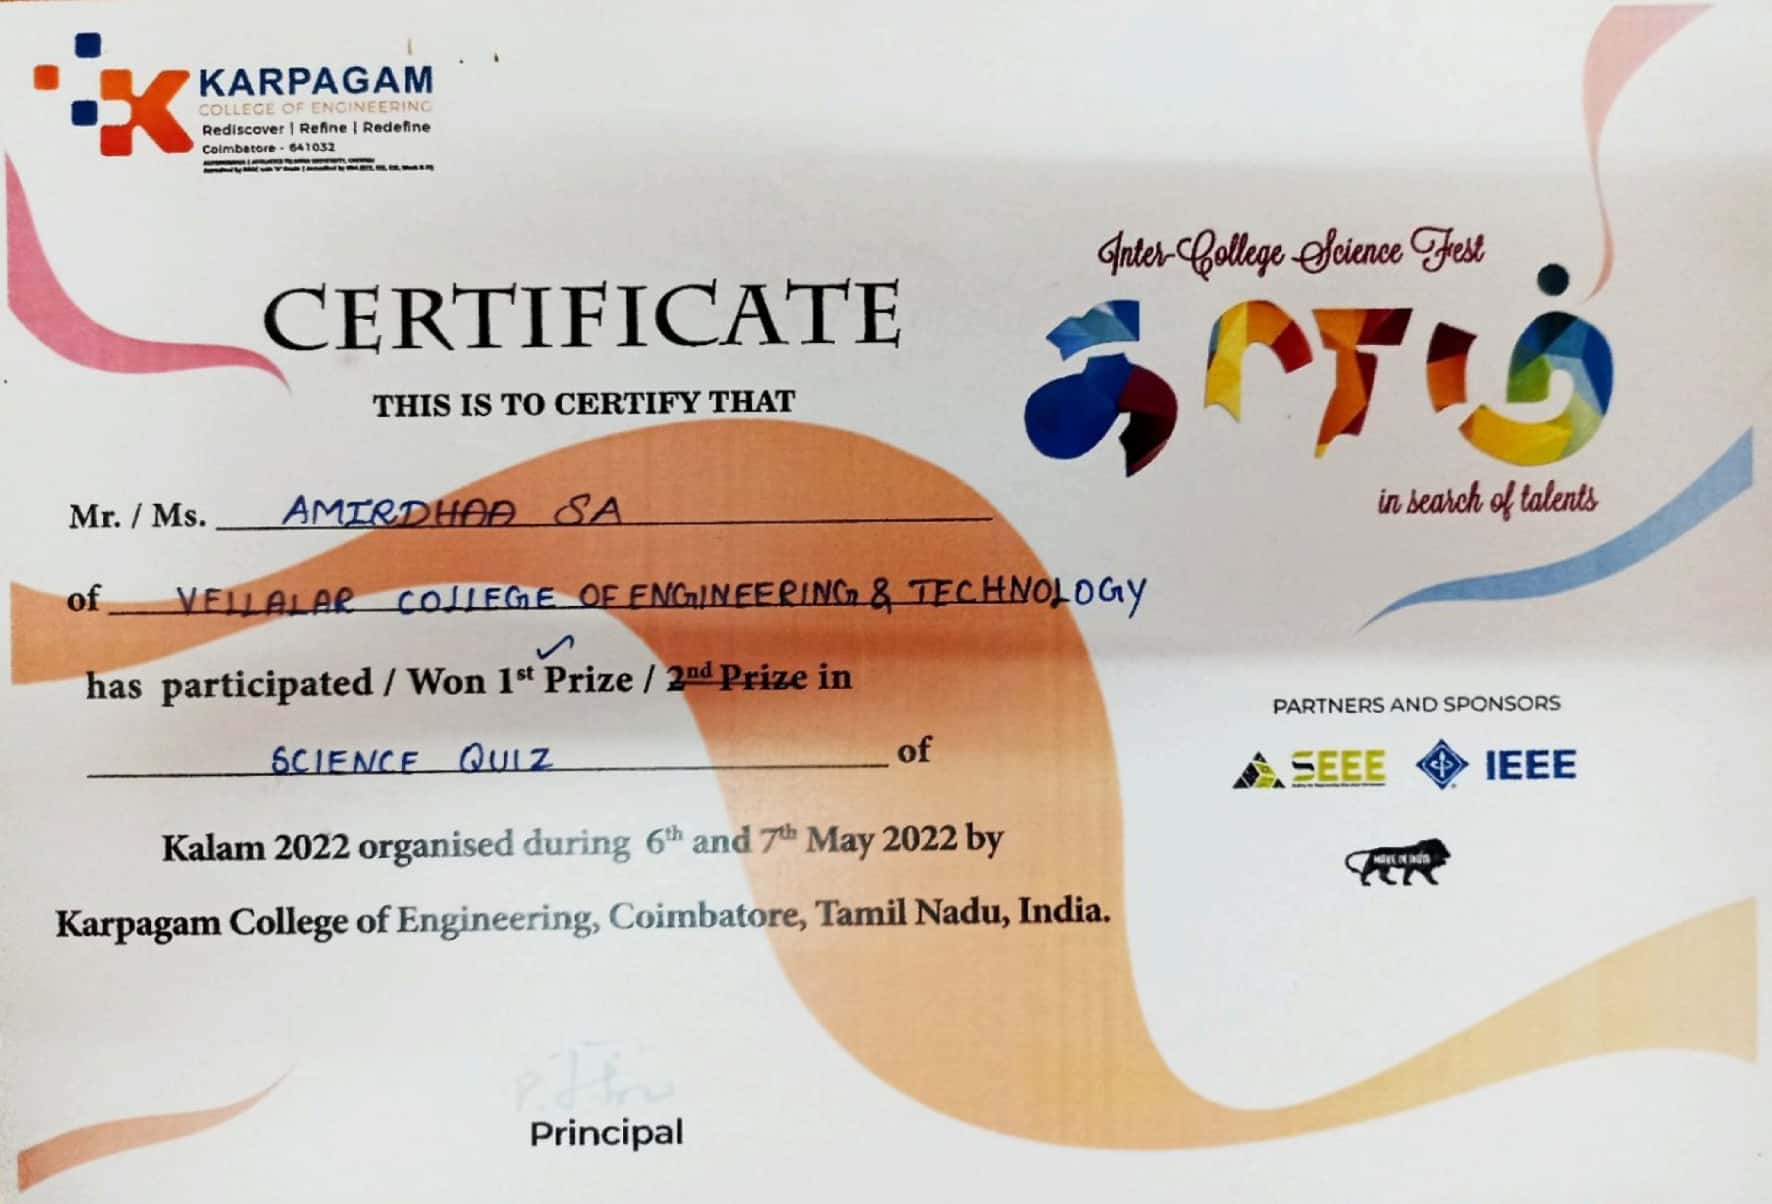 KARPAGAM
COLLEGE OF ENGINEERING
Rediscover | Refine | Redefine
Coimbatore - 641032
Inter-College Science Fest
கலாம்
in search of talents
CERTIFICATE
THIS IS TO CERTIFY THAT
Mr. / Ms. AMIRDHAA SA
of VELLALAR COLLEGE OF ENGINEERING & TECHNOLOGY
has participated / Won 1st Prize / 2nd Prize in
SCIENCE QUIZ of
Kalam 2022 organised during 6th and 7th May 2022 by
Karpagam College of Engineering, Coimbatore, Tamil Nadu, India.
PARTNERS AND SPONSORS
SEEE IEEE
MAKE IN INDIA
Principal